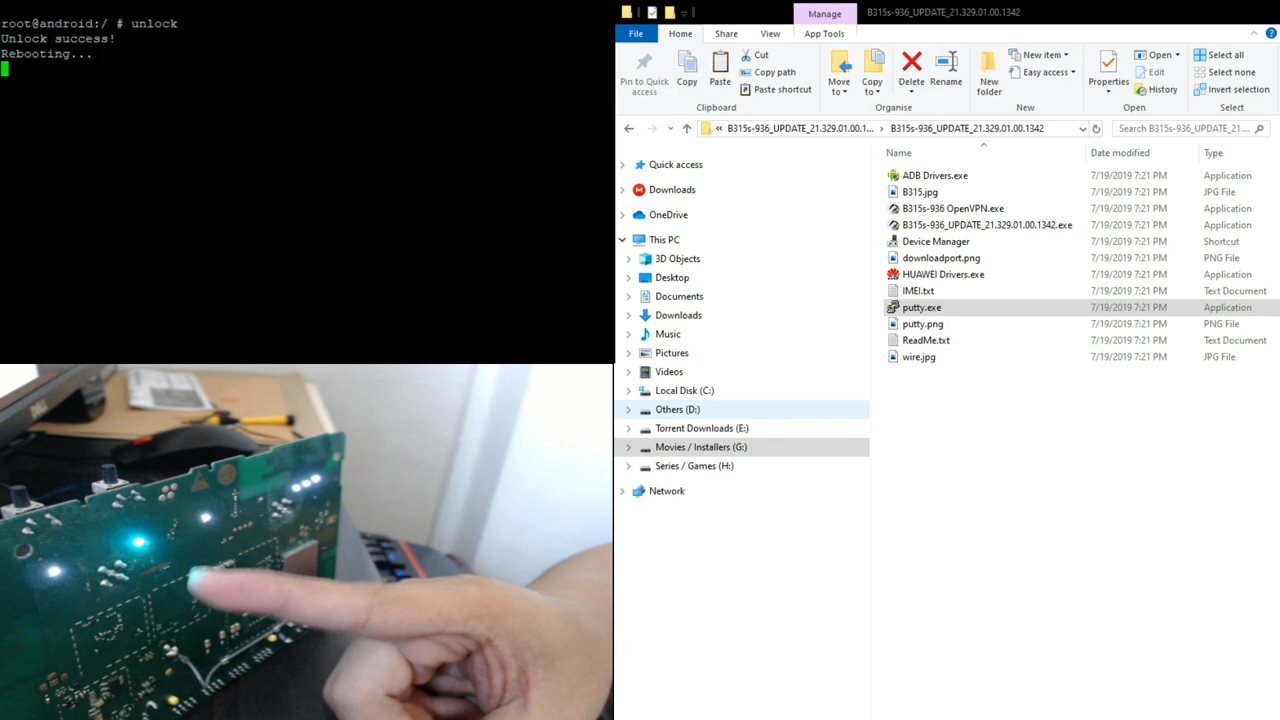 root@android:/ # unlock
Unlock success!
Rebooting...
Manage
B315s-936_UPDATE_21.329.01.00.1342
File
Home
Share
View
App Tools
Pin to Quick access
Copy
Paste
Cut
Copy path
Paste shortcut
Clipboard
Move to
Copy to
Delete
Rename
Organise
New folder
New item
Easy access
New
Properties
Open
Edit
History
Open
Select all
Select none
Invert selection
Select
« B315s-936_UPDATE_21.329.01.00.1... › B315s-936_UPDATE_21.329.01.00.1342
Search B315s-936_UPDATE_21....
Quick access
Downloads
OneDrive
This PC
3D Objects
Desktop
Documents
Downloads
Music
Pictures
Videos
Local Disk (C:)
Others (D:)
Torrent Downloads (E:)
Movies / Installers (G:)
Series / Games (H:)
Network
Name Date modified Type
ADB Drivers.exe 7/19/2019 7:21 PM Application
B315.jpg 7/19/2019 7:21 PM JPG File
B315s-936 OpenVPN.exe 7/19/2019 7:21 PM Application
B315s-936_UPDATE_21.329.01.00.1342.exe 7/19/2019 7:21 PM Application
Device Manager 7/19/2019 7:21 PM Shortcut
downloadport.png 7/19/2019 7:21 PM PNG File
HUAWEI Drivers.exe 7/19/2019 7:21 PM Application
IMEI.txt 7/19/2019 7:21 PM Text Document
putty.exe 7/19/2019 7:21 PM Application
putty.png 7/19/2019 7:21 PM PNG File
ReadMe.txt 7/19/2019 7:21 PM Text Document
wire.jpg 7/19/2019 7:21 PM JPG File
DELL